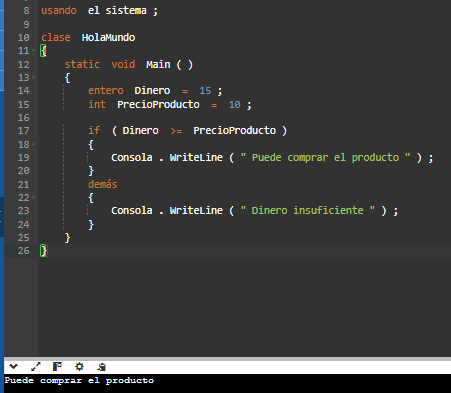 8 usando el sistema ;
9
10 clase HolaMundo
11 {
12 static void Main ( )
13 {
14 entero Dinero = 15 ;
15 int PrecioProducto = 10 ;
16
17 if ( Dinero >= PrecioProducto )
18 {
19 Consola . WriteLine ( " Puede comprar el producto " ) ;
20 }
21 demás
22 {
23 Consola . WriteLine ( " Dinero insuficiente " ) ;
24 }
25 }
26 }
Puede comprar el producto